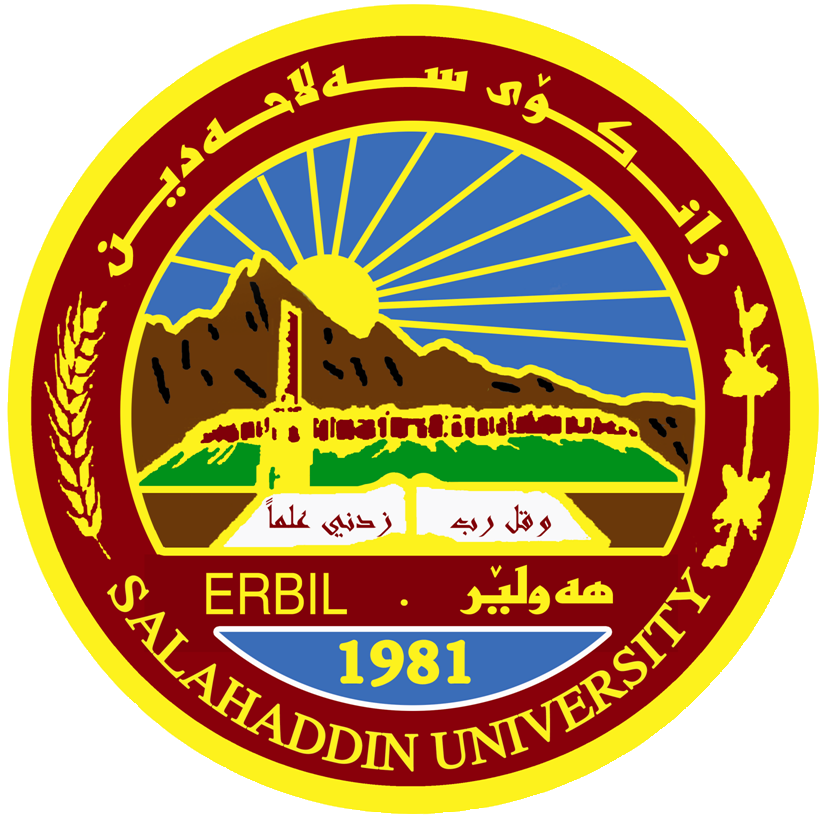 زانكۆی سەلاحەدین
وقل رب زدني علماً
ERBIL . هەولێر
1981
SALAHADDIN UNIVERSITY